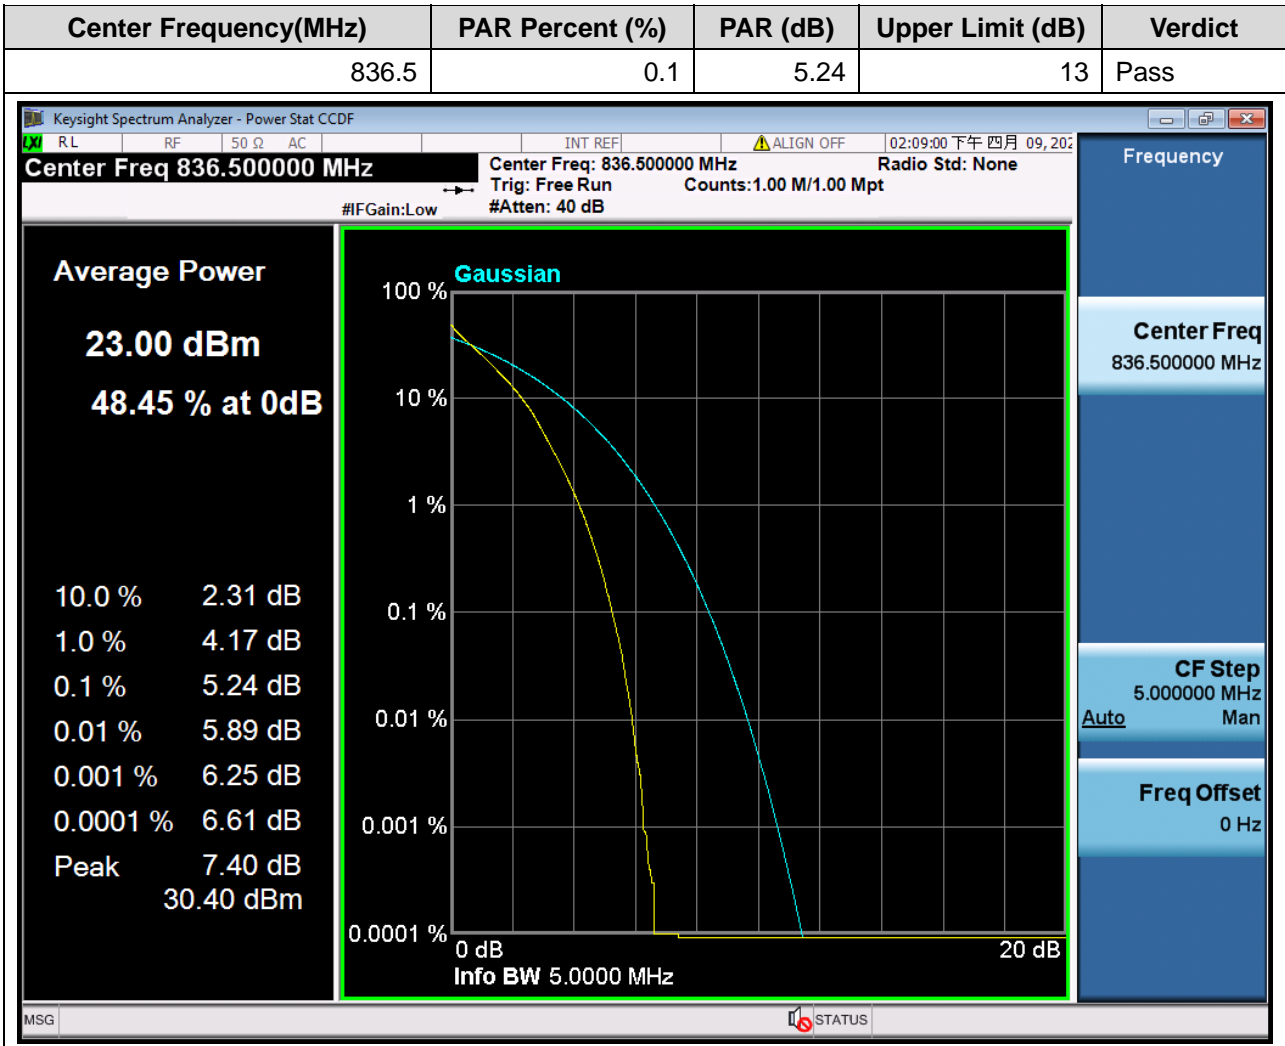 Center Frequency(MHz) PAR Percent (%) PAR (dB) Upper Limit (dB) Verdict
836.5 0.1 5.24 13 Pass
Keysight Spectrum Analyzer - Power Stat CCDF
LXI RL RF 50 Ω AC INT REF ALIGN OFF 02:09:00 下午 四月 09, 202
Center Freq 836.500000 MHz
Center Freq: 836.500000 MHz Radio Std: None
Trig: Free Run Counts:1.00 M/1.00 Mpt
#IFGain:Low #Atten: 40 dB
Average Power
23.00 dBm
48.45 % at 0dB
10.0 % 2.31 dB
1.0 % 4.17 dB
0.1 % 5.24 dB
0.01 % 5.89 dB
0.001 % 6.25 dB
0.0001 % 6.61 dB
Peak 7.40 dB
30.40 dBm
Gaussian
100 %
10 %
1 %
0.1 %
0.01 %
0.001 %
0.0001 %
0 dB 20 dB
Info BW 5.0000 MHz
Frequency
Center Freq
836.500000 MHz
CF Step
5.000000 MHz
Auto Man
Freq Offset
0 Hz
MSG STATUS